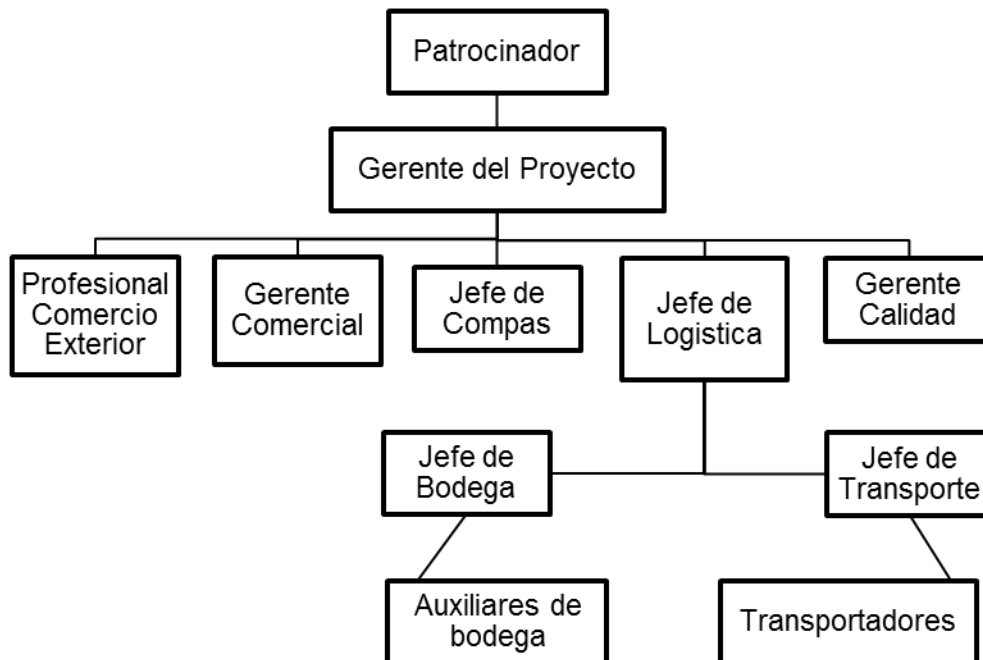 Patrocinador
Gerente del Proyecto
Profesional
Comercio
Exterior
Gerente
Comercial
Jefe de
Compas
Jefe de
Logistica
Gerente
Calidad
Jefe de
Bodega
Jefe de
Transporte
Auxiliares de
bodega
Transportadores